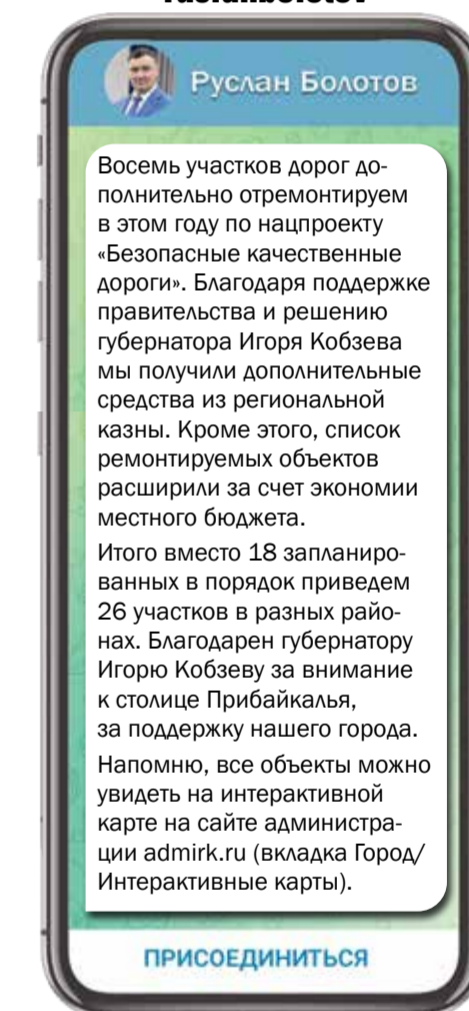 Руслан Болотов
Восемь участков дорог до-
полнительно отремонтируем
в этом году по нацпроекту
«Безопасные качественные
дороги». Благодаря поддержке
правительства и решению
губернатора Игоря Кобзева
мы получили дополнительные
средства из региональной
казны. Кроме этого, список
ремонтируемых объектов
расширили за счет экономии
местного бюджета.
Итого вместо 18 запланиро-
ванных в порядок приведем
26 участков в разных райо-
нах. Благодарен губернатору
Игорю Кобзеву за внимание
к столице Прибайкалья,
за поддержку нашего города.
Напомню, все объекты можно
увидеть на интерактивной
карте на сайте администра-
ции admirk.ru (вкладка Город/
Интерактивные карты).
ПРИСОЕДИНИТЬСЯ